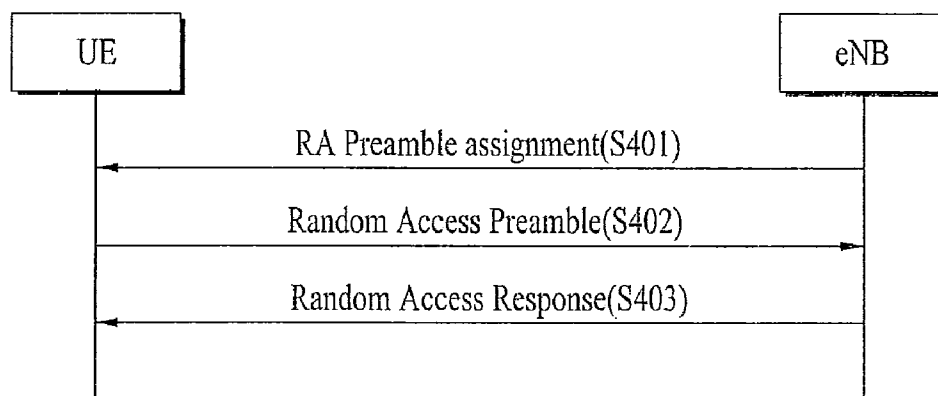 UE
eNB
RA Preamble assignment(S401)
Random Access Preamble(S402)
Random Access Response(S403)